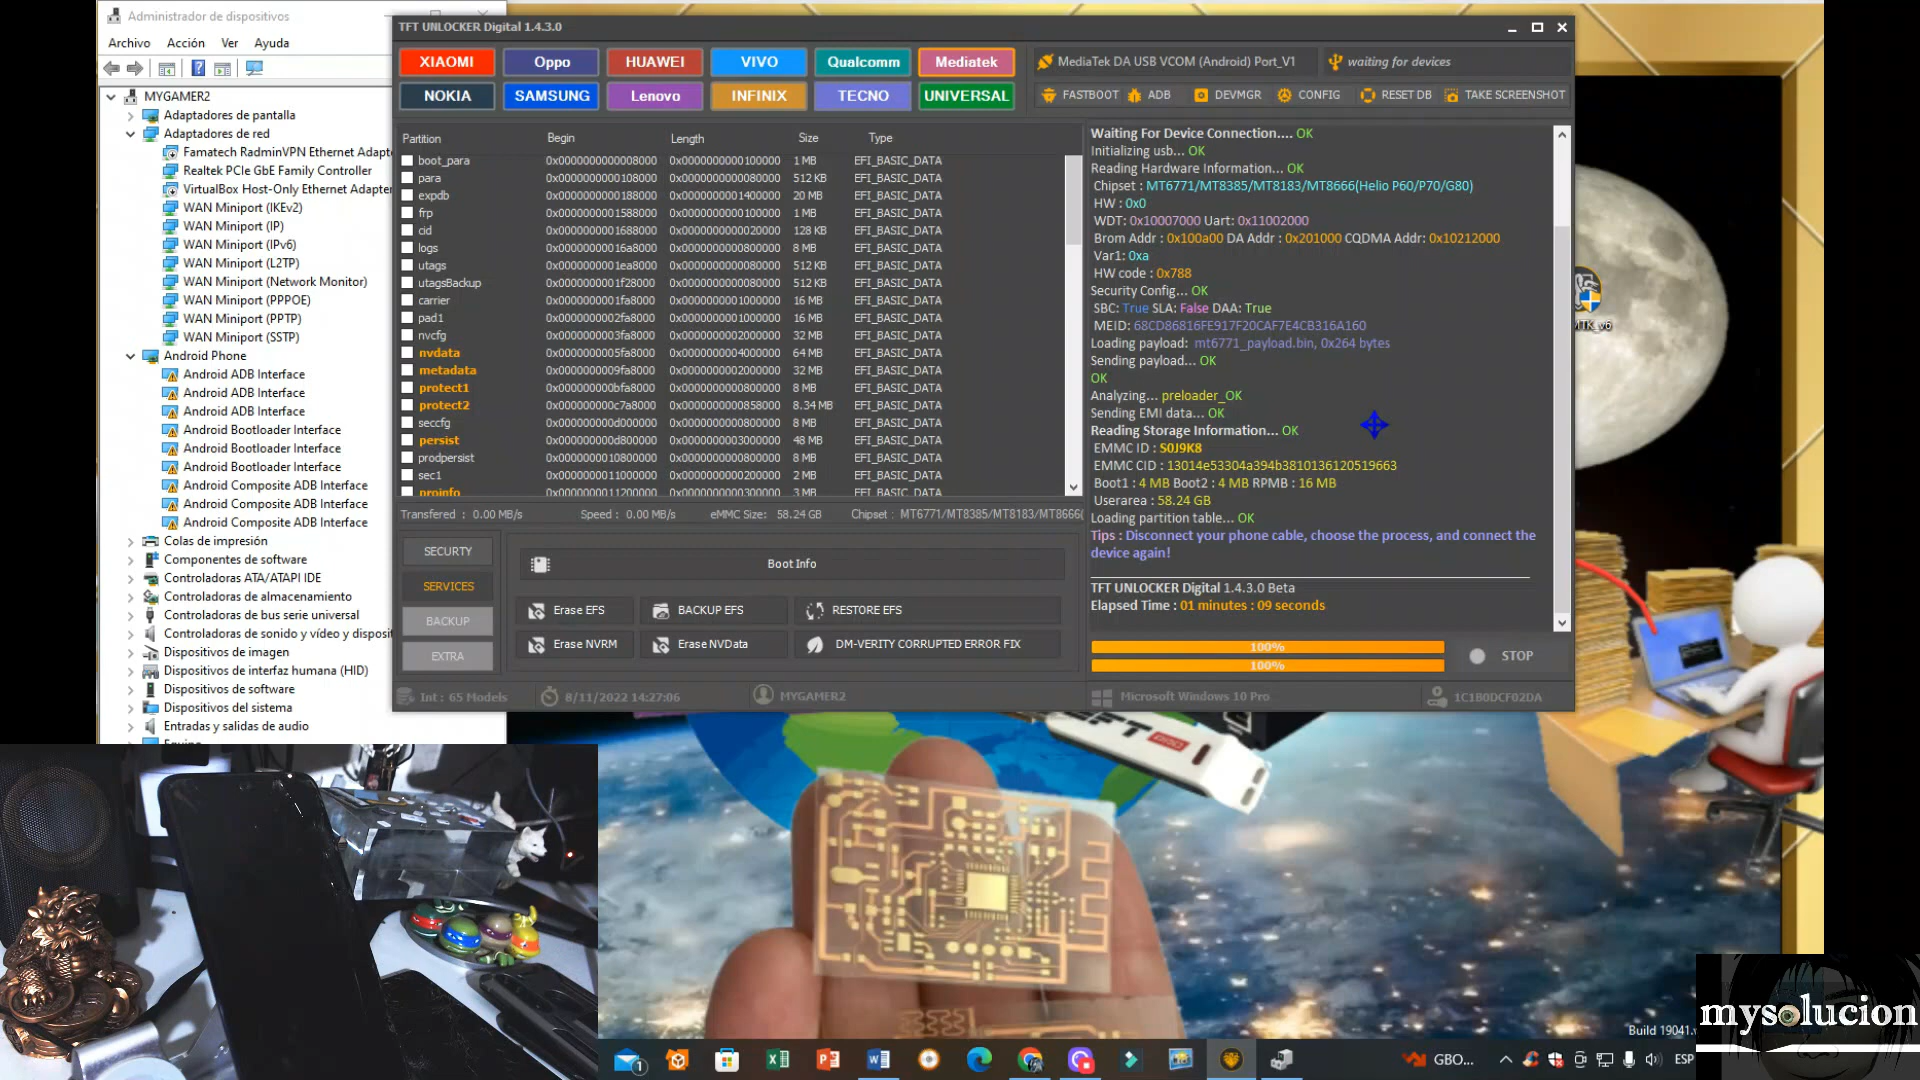 Administrador de dispositivos
Archivo Acción Ver Ayuda
MYGAMER2
Adaptadores de pantalla
Adaptadores de red
Famatech RadminVPN Ethernet Adapte
Realtek PCIe GbE Family Controller
VirtualBox Host-Only Ethernet Adapter
WAN Miniport (IKEv2)
WAN Miniport (IP)
WAN Miniport (IPv6)
WAN Miniport (L2TP)
WAN Miniport (Network Monitor)
WAN Miniport (PPPOE)
WAN Miniport (PPTP)
WAN Miniport (SSTP)
Android Phone
Android ADB Interface
Android ADB Interface
Android ADB Interface
Android Bootloader Interface
Android Bootloader Interface
Android Bootloader Interface
Android Composite ADB Interface
Android Composite ADB Interface
Android Composite ADB Interface
Colas de impresión
Componentes de software
Controladoras ATA/ATAPI IDE
Controladoras de almacenamiento
Controladoras de bus serie universal
Controladoras de sonido y vídeo y disposit
Dispositivos de imagen
Dispositivos de interfaz humana (HID)
Dispositivos de software
Dispositivos del sistema
Entradas y salidas de audio
TFT UNLOCKER Digital 1.4.3.0
XIAOMI Oppo HUAWEI VIVO Qualcomm Mediatek
NOKIA SAMSUNG Lenovo INFINIX TECNO UNIVERSAL
MediaTek DA USB VCOM (Android) Port_V1 waiting for devices
FASTBOOT ADB DEVMGR CONFIG RESET DB TAKE SCREENSHOT
Partition Begin Length Size Type
boot_para 0x0000000000008000 0x0000000000100000 1 MB EFI_BASIC_DATA
para 0x0000000000108000 0x0000000000080000 512 KB EFI_BASIC_DATA
expdb 0x0000000000188000 0x0000000001400000 20 MB EFI_BASIC_DATA
frp 0x0000000001588000 0x0000000000100000 1 MB EFI_BASIC_DATA
cid 0x0000000001688000 0x0000000000020000 128 KB EFI_BASIC_DATA
logs 0x00000000016a8000 0x0000000000800000 8 MB EFI_BASIC_DATA
utags 0x0000000001ea8000 0x0000000000080000 512 KB EFI_BASIC_DATA
utagsBackup 0x0000000001f28000 0x0000000000080000 512 KB EFI_BASIC_DATA
carrier 0x0000000001fa8000 0x0000000001000000 16 MB EFI_BASIC_DATA
pad1 0x0000000002fa8000 0x0000000001000000 16 MB EFI_BASIC_DATA
nvcfg 0x0000000003fa8000 0x0000000002000000 32 MB EFI_BASIC_DATA
nvdata 0x0000000005fa8000 0x0000000004000000 64 MB EFI_BASIC_DATA
metadata 0x0000000009fa8000 0x0000000002000000 32 MB EFI_BASIC_DATA
protect1 0x000000000bfa8000 0x0000000000800000 8 MB EFI_BASIC_DATA
protect2 0x000000000c7a8000 0x0000000000858000 8.34 MB EFI_BASIC_DATA
seccfg 0x000000000d000000 0x0000000000800000 8 MB EFI_BASIC_DATA
persist 0x000000000d800000 0x0000000003000000 48 MB EFI_BASIC_DATA
prodpersist 0x0000000010800000 0x0000000000800000 8 MB EFI_BASIC_DATA
sec1 0x0000000011000000 0x0000000000200000 2 MB EFI_BASIC_DATA
proinfo 0x0000000011200000 0x0000000000300000 3 MB EFI_BASIC_DATA
Transfered : 0.00 MB/s Speed : 0.00 MB/s eMMC Size: 58.24 GB Chipset : MT6771/MT8385/MT8183/MT8666(
SECURTY
SERVICES
BACKUP
EXTRA
Boot Info
Erase EFS BACKUP EFS RESTORE EFS
Erase NVRM Erase NVData DM-VERITY CORRUPTED ERROR FIX
Waiting For Device Connection.... OK
Initializing usb... OK
Reading Hardware Information... OK
Chipset : MT6771/MT8385/MT8183/MT8666(Helio P60/P70/G80)
HW : 0x0
WDT: 0x10007000 Uart: 0x11002000
Brom Addr : 0x100a00 DA Addr : 0x201000 CQDMA Addr: 0x10212000
Var1: 0xa
HW code : 0x788
Security Config... OK
SBC: True SLA: False DAA: True
MEID: 68CD86816FE917F20CAF7E4CB316A160
Loading payload: mt6771_payload.bin, 0x264 bytes
Sending payload... OK
OK
Analyzing... preloader_OK
Sending EMI data... OK
Reading Storage Information... OK
EMMC ID : S0J9K8
EMMC CID : 13014e53304a394b3810136120519663
Boot1 : 4 MB Boot2 : 4 MB RPMB : 16 MB
Userarea : 58.24 GB
Loading partition table... OK
Tips : Disconnect your phone cable, choose the process, and connect the
device again!
TFT UNLOCKER Digital 1.4.3.0 Beta
Elapsed Time : 01 minutes : 09 seconds
100%
100%
STOP
Int : 65 Models 8/11/2022 14:27:06 MYGAMER2 Microsoft Windows 10 Pro 1C1B0DCF02DA
Build 19041.
mysolucion
1
GBO... ESP